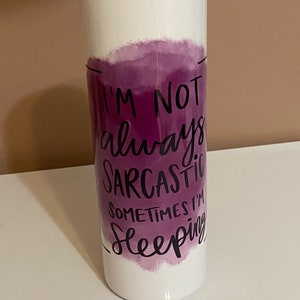 I'M NOT
always
SARCASTIC
SOMETIMES I'M
Sleeping